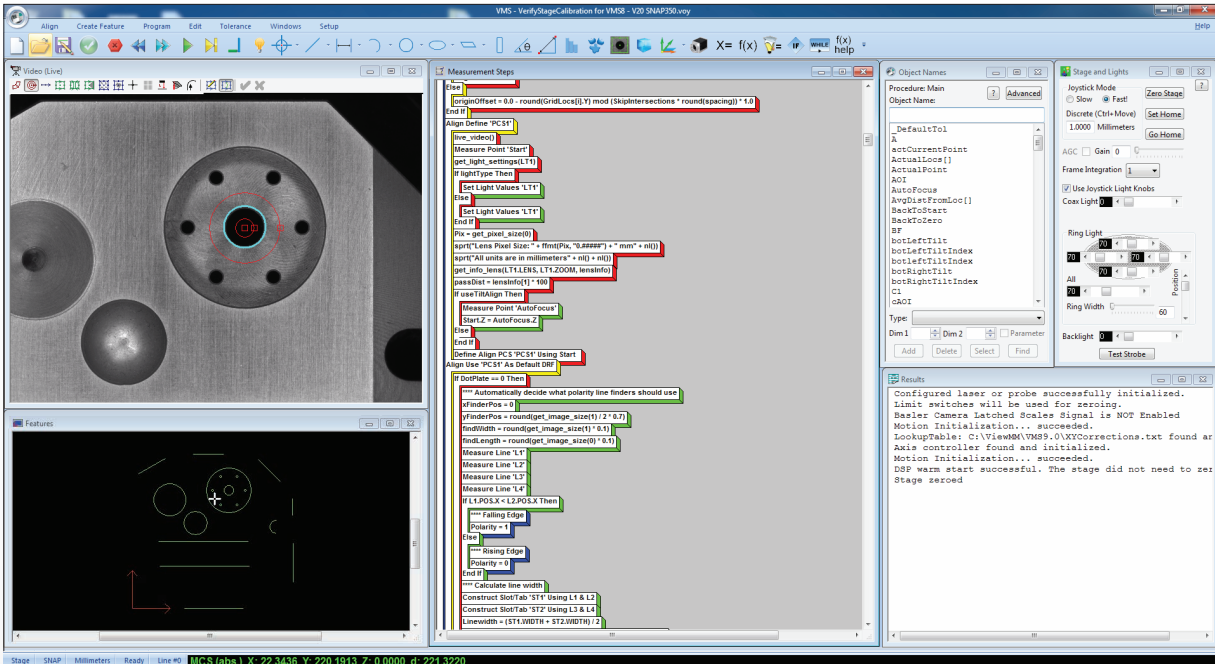 VMS - VerifyStageCalibration for VMS8 - V20 SNAP350.voy
Align Create Feature Program Edit Tolerance Windows Setup Help
X= f(x) IF WHILE f(x) help
Video (Live)
Measurement Steps
Else
originOffset = 0.0 - round(GridLocs[i].Y) mod (SkipIntersections * round(spacing)) * 1.0
End If
Align Define 'PCS1'
live_video()
Measure Point 'Start'
get_light_settings(LT1)
If lightType Then
Set Light Values 'LT1'
Else
Set Light Values 'LT1'
End If
Pix = get_pixel_size(0)
sprt("Lens Pixel Size: " + ffmt(Pix, "0.#####") + " mm" + nl())
sprt("All units are in millimeters" + nl() + nl())
get_info_lens(LT1.LENS, LT1.ZOOM, lensInfo)
passDist = lensInfo[1] * 100
If useTiltAlign Then
Measure Point 'AutoFocus'
Start.Z = AutoFocus.Z
Else
End If
Define Align PCS 'PCS1' Using Start
Align Use 'PCS1' As Default DRF
If DotPlate == 0 Then
**** Automatically decide what polarity line finders should use
xFinderPos = 0
yFinderPos = round(get_image_size(1) / 2 * 0.7)
findWidth = round(get_image_size(1) * 0.1)
findLength = round(get_image_size(0) * 0.1)
Measure Line 'L1'
Measure Line 'L2'
Measure Line 'L3'
Measure Line 'L4'
If L1.POS.X < L2.POS.X Then
**** Falling Edge
Polarity = 1
Else
**** Rising Edge
Polarity = 0
End If
**** Calculate line width
Construct Slot/Tab 'ST1' Using L1 & L2
Construct Slot/Tab 'ST2' Using L3 & L4
Linewidth = (ST1.WIDTH + ST2.WIDTH) / 2
Object Names
Procedure: Main
Object Name:
? Advanced
_DefaultTol
A
actCurrentPoint
ActualLocs[]
ActualPoint
AOI
AutoFocus
AvgDistFromLoc[]
BackToStart
BackToZero
BF
botLeftTilt
botLeftTiltIndex
botleftTiltIndex
botRightTilt
botRightTiltIndex
C1
cAOI
Type:
Dim 1 Dim 2 Parameter
Add Delete Select Find
Stage and Lights
Joystick Mode
Slow Fast!
Zero Stage
?
Discrete (Ctrl+Move)
Set Home
1.0000 Millimeters
Go Home
AGC Gain 0
Frame Integration 1
Use Joystick Light Knobs
Coax Light 0
Ring Light
70
70 70
All 70
70
Position
Ring Width 60
Backlight 0
Test Strobe
Features
Results
Configured laser or probe successfully initialized.
Limit switches will be used for zeroing.
Basler Camera Latched Scales Signal is NOT Enabled
Motion Initialization... succeeded.
LookupTable: C:\ViewMM\VMS9.0\XYCorrections.txt found ar
Axis controller found and initialized.
Motion Initialization... succeeded.
DSP warm start successful. The stage did not need to zer
Stage zeroed
Stage SNAP Millimeters Ready Line #0 MCS (abs.) X: 22.3436 Y: 220.1913 Z: 0.0000 d: 221.3220